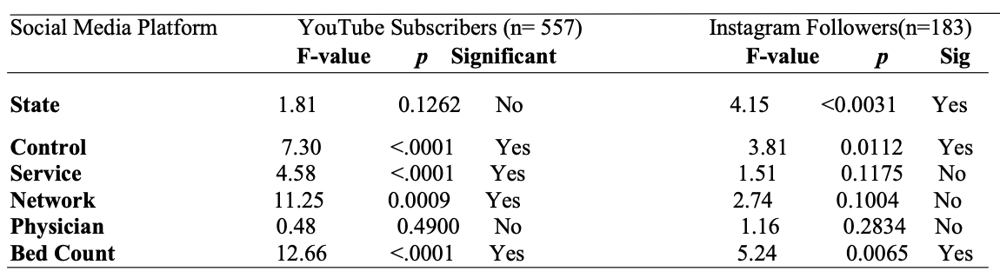 Social Media Platform YouTube Subscribers (n= 557) Instagram Followers(n=183)
F-value p Significant F-value p Sig
State 1.81 0.1262 No 4.15 <0.0031 Yes
Control 7.30 <.0001 Yes 3.81 0.0112 Yes
Service 4.58 <.0001 Yes 1.51 0.1175 No
Network 11.25 0.0009 Yes 2.74 0.1004 No
Physician 0.48 0.4900 No 1.16 0.2834 No
Bed Count 12.66 <.0001 Yes 5.24 0.0065 Yes